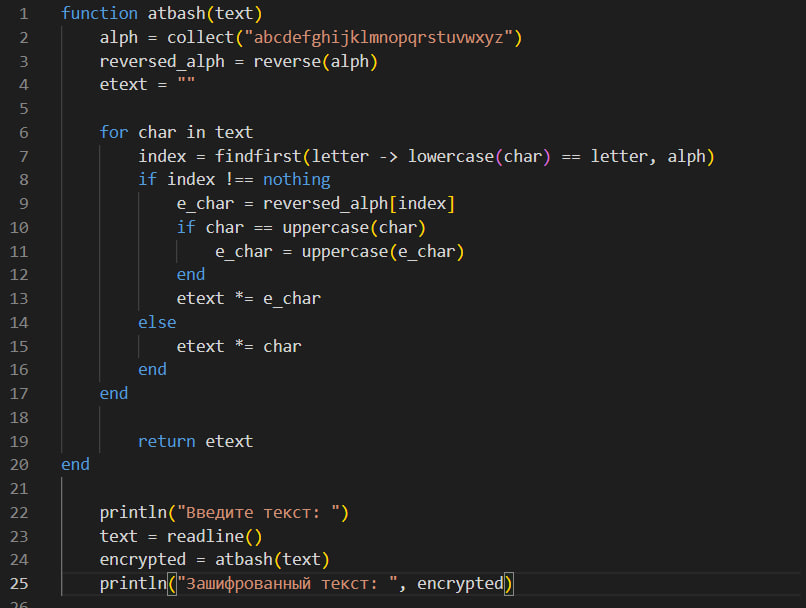 1 function atbash(text)
2 alph = collect("abcdefghijklmnopqrstuvwxyz")
3 reversed_alph = reverse(alph)
4 etext = ""
5
6 for char in text
7 index = findfirst(letter -> lowercase(char) == letter, alph)
8 if index !== nothing
9 e_char = reversed_alph[index]
10 if char == uppercase(char)
11 e_char = uppercase(e_char)
12 end
13 etext *= e_char
14 else
15 etext *= char
16 end
17 end
18
19 return etext
20 end
21
22 println("Введите текст: ")
23 text = readline()
24 encrypted = atbash(text)
25 println("Зашифрованный текст: ", encrypted)
26